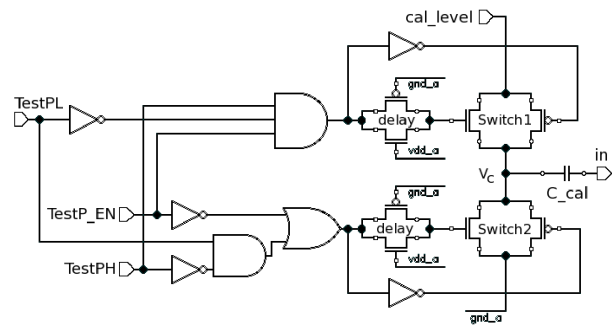 cal_level
gnd_a
TestPL
delay
Switch1
vdd_a
in
V_C
C_cal
gnd_a
TestP_EN
delay
Switch2
vdd_a
TestPH
gnd_a